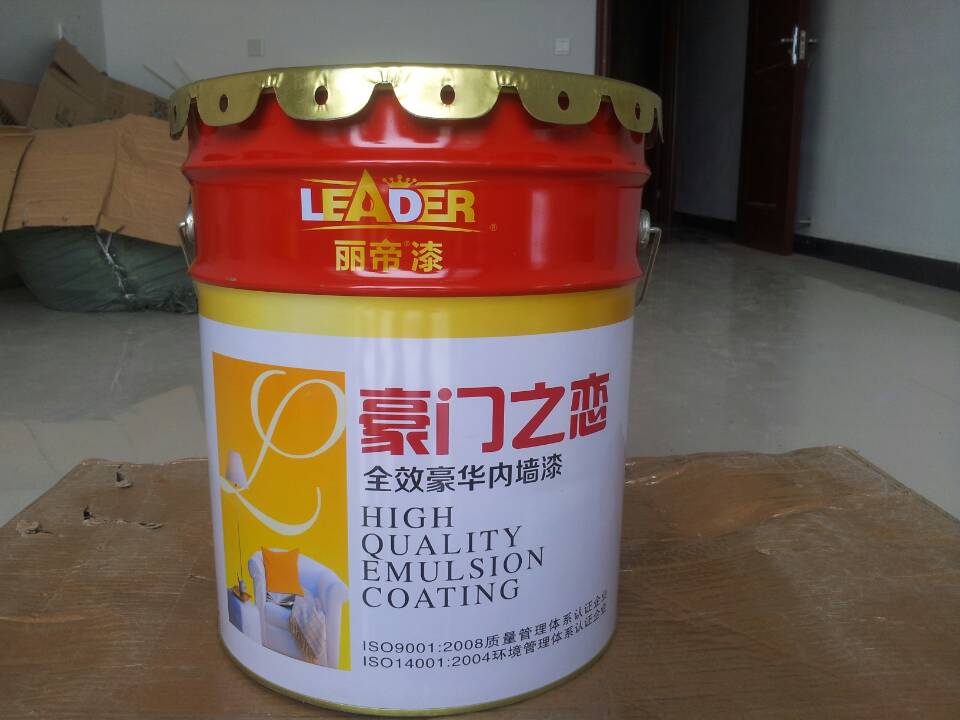 LEADER®
丽帝®漆
豪门之恋
全效豪华内墙漆
HIGH
QUALITY
EMULSION
COATING
ISO9001:2008质量管理体系认证企业
ISO14001:2004环境管理体系认证企业